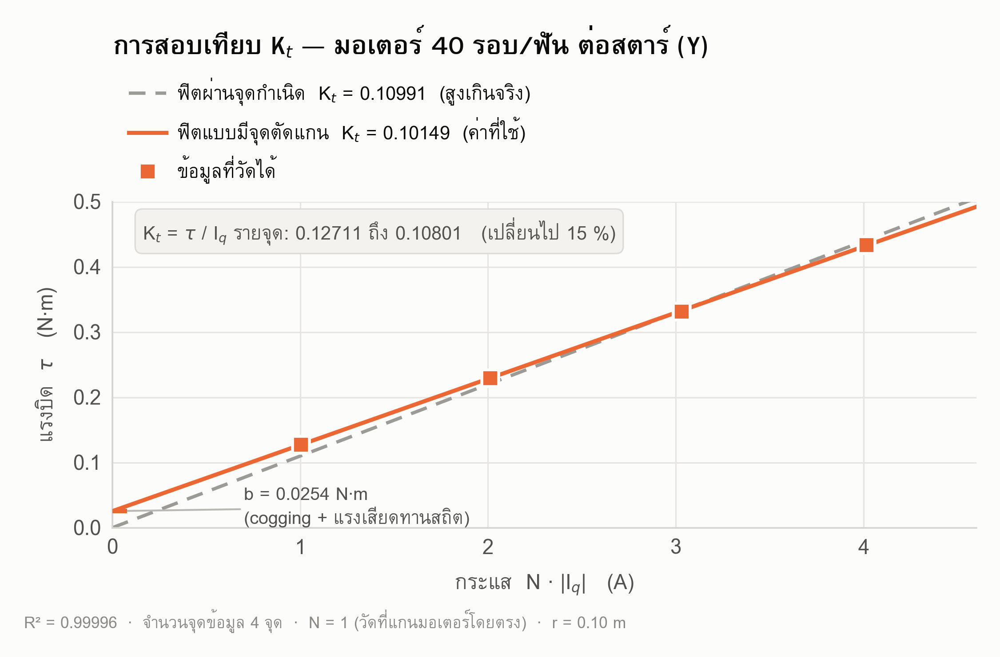 การสอบเทียบ Kt — มอเตอร์ 40 รอบ/ฟัน ต่อสตาร์ (Y)
ฟิตผ่านจุดกำเนิด Kt = 0.10991 (สูงเกินจริง)
ฟิตแบบมีจุดตัดแกน Kt = 0.10149 (ค่าที่ใช้)
ข้อมูลที่วัดได้
0.5
Kt = τ / Iq รายจุด: 0.12711 ถึง 0.10801 (เปลี่ยนไป 15 %)
0.4
0.3
0.2
0.1
0.0
แรงบิด τ (N·m)
b = 0.0254 N·m
(cogging + แรงเสียดทานสถิต)
0 1 2 3 4
กระแส N · |Iq| (A)
R² = 0.99996 · จำนวนจุดข้อมูล 4 จุด · N = 1 (วัดที่แกนมอเตอร์โดยตรง) · r = 0.10 m